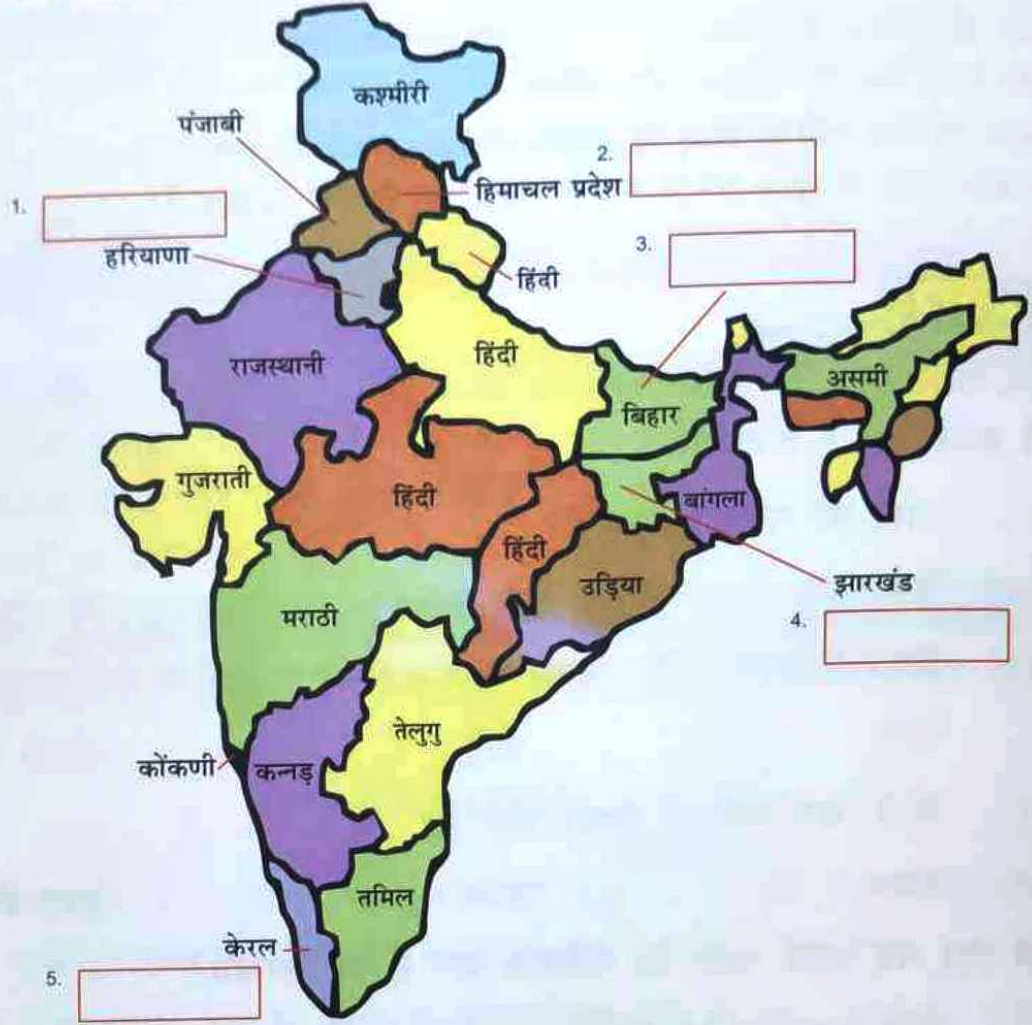 कश्मीरी
पंजाबी
2.
हिमाचल प्रदेश
1.
हरियाणा
3.
हिंदी
राजस्थानी
हिंदी
असमी
बिहार
गुजराती
हिंदी
बांगला
हिंदी
उड़िया
झारखंड
मराठी
4.
तेलुगु
कोंकणी
कन्नड़
तमिल
केरल
5.